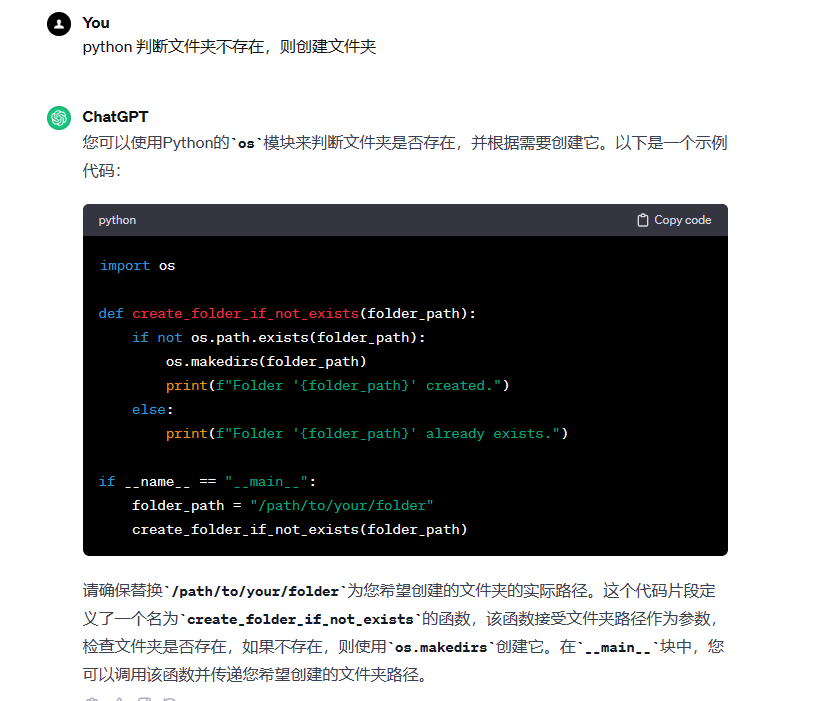 You
python 判断文件夹不存在，则创建文件夹
ChatGPT
您可以使用Python的`os`模块来判断文件夹是否存在，并根据需要创建它。以下是一个示例
代码：
python Copy code
import os
def create_folder_if_not_exists(folder_path):
    if not os.path.exists(folder_path):
        os.makedirs(folder_path)
        print(f"Folder '{folder_path}' created.")
    else:
        print(f"Folder '{folder_path}' already exists.")
if __name__ == "__main__":
    folder_path = "/path/to/your/folder"
    create_folder_if_not_exists(folder_path)
请确保替换`/path/to/your/folder`为您希望创建的文件夹的实际路径。这个代码片段定
义了一个名为`create_folder_if_not_exists`的函数，该函数接受文件夹路径作为参数，
检查文件夹是否存在，如果不存在，则使用`os.makedirs`创建它。在`__main__`块中，您
可以调用该函数并传递您希望创建的文件夹路径。